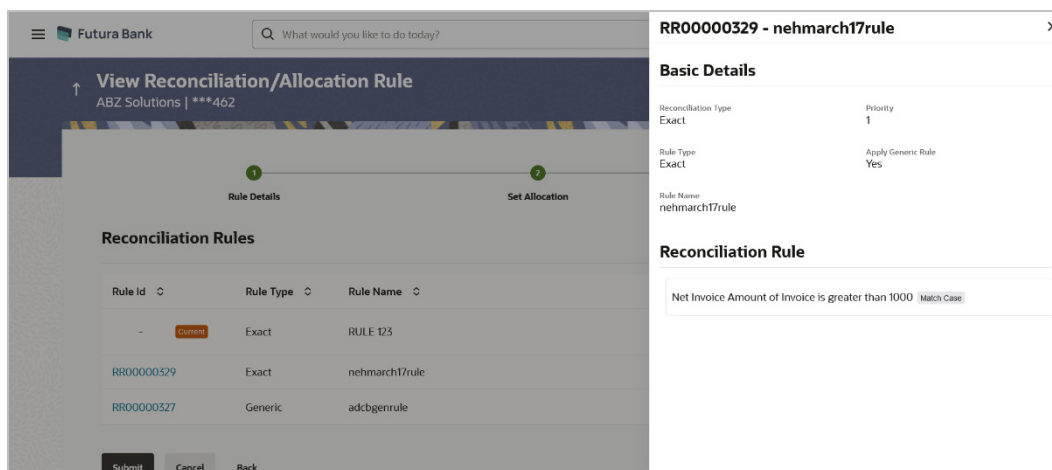 Futura Bank
What would you like to do today?
View Reconciliation/Allocation Rule
ABZ Solutions | ***462
1
2
Rule Details
Set Allocation
Reconciliation Rules
Rule Id Rule Type Rule Name
- Current Exact RULE 123
RR00000329 Exact nehmarch17rule
RR00000327 Generic adcbgenrule
Submit Cancel Back
RR00000329 - nehmarch17rule
Basic Details
Reconciliation Type Priority
Exact 1
Rule Type Apply Generic Rule
Exact Yes
Rule Name
nehmarch17rule
Reconciliation Rule
Net Invoice Amount of Invoice is greater than 1000 Match Case